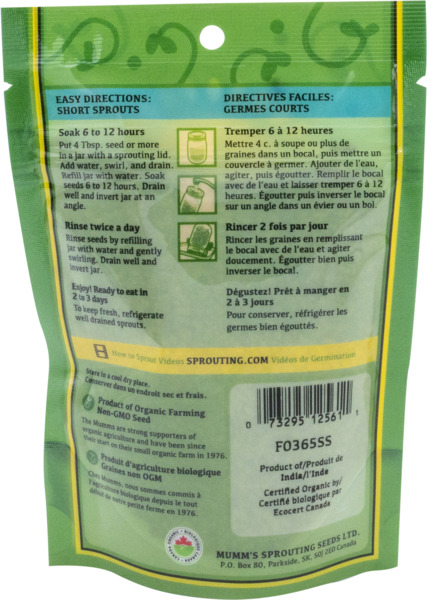 EASY DIRECTIONS:
SHORT SPROUTS
Soak 6 to 12 hours
Put 4 Tbsp. seed or more
in a jar with a sprouting lid.
Add water, swirl, and drain.
Refill jar with water. Soak
seeds 6 to 12 hours. Drain
well and invert jar at an
angle.
Rinse twice a day
Rinse seeds by refilling
jar with water and gently
swirling. Drain well and
invert jar.
Enjoy! Ready to eat in
2 to 3 days
To keep fresh, refrigerate
well drained sprouts.
DIRECTIVES FACILES:
GERMES COURTS
Tremper 6 à 12 heures
Mettre 4 c. à soupe ou plus de
graines dans un bocal, puis mettre un
couvercle à germer. Ajouter de l'eau,
agiter, puis égoutter. Remplir le bocal
avec de l'eau et laisser tremper 6 à 12
heures. Égoutter puis inverser le bocal
sur un angle dans un évier ou un bol.
Rincer 2 fois par jour
Rincer les graines en remplissant
le bocal avec de l'eau et agiter
doucement. Égoutter bien puis
inverser le bocal.
Dégustez! Prêt à manger en
2 à 3 jours
Pour conserver, réfrigérer les
germes bien égouttés.
How to Sprout Videos SPROUTING.COM Vidéos de Germination
Store in a cool dry place.
Conserver dans un endroit sec et frais.
Product of Organic Farming
Non-GMO Seed
The Mumms are strong supporters of
organic agriculture and have been since
their start on their small organic farm in 1976.
Produit d'agriculture biologique
Graines non OGM
Chez Mumm, nous sommes commis à
l'agriculture biologique depuis le tout
début de notre petite ferme en 1976.
CANADA ORGANIC • BIOLOGIQUE CANADA
0 73295 12561 1
FO365SS
Product of/Produit de
India/l'Inde
Certified Organic by/
Certifié biologique par
Ecocert Canada
MUMM'S SPROUTING SEEDS LTD.
P.O. Box 80, Parkside, SK, S0J 2E0 Canada